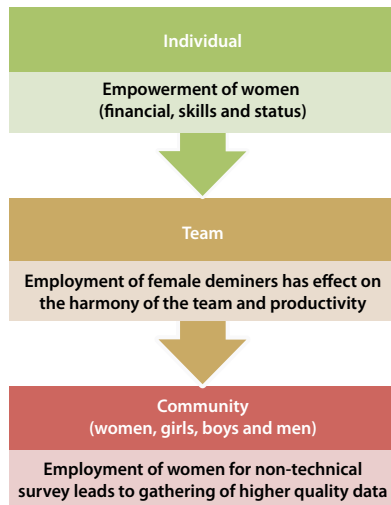 Individual
Empowerment of women
(financial, skills and status)
Team
Employment of female deminers has effect on
the harmony of the team and productivity
Community
(women, girls, boys and men)
Employment of women for non-technical
survey leads to gathering of higher quality data